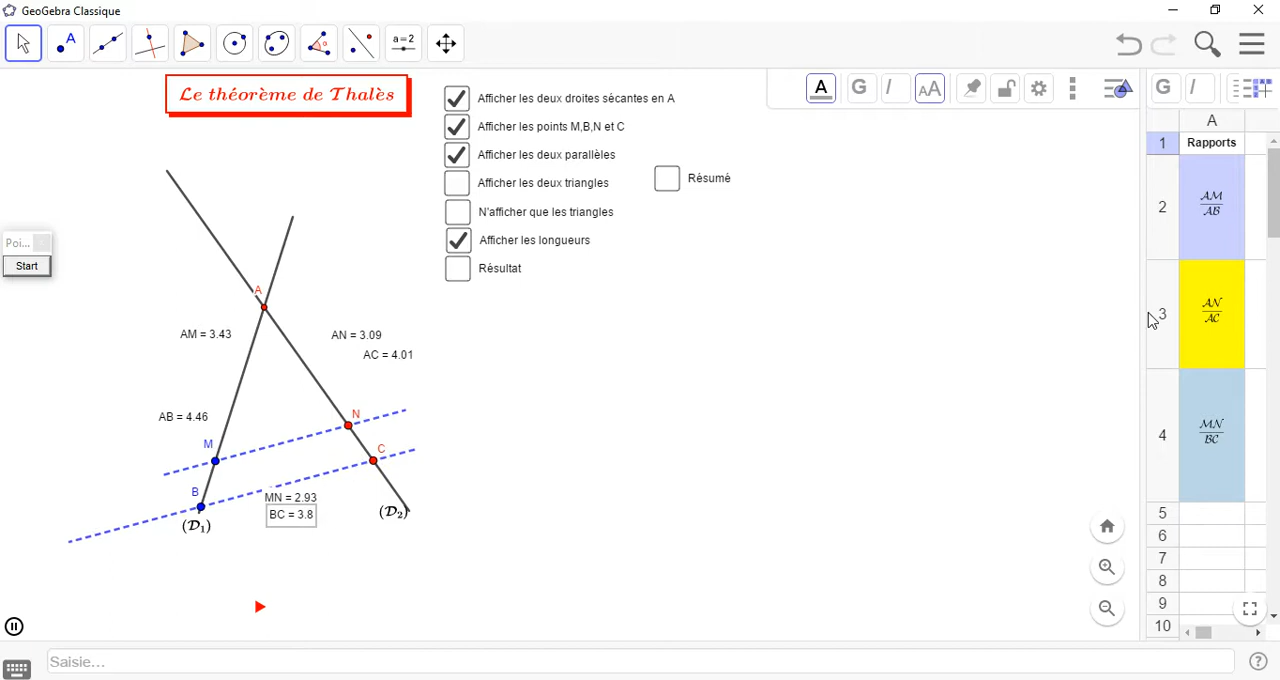 GeoGebra Classique
A
a=2
Le théorème de Thalès
Afficher les deux droites sécantes en A
Afficher les points M,B,N et C
Afficher les deux parallèles
Afficher les deux triangles
Résumé
N'afficher que les triangles
Afficher les longueurs
Résultat
A
G
I
AA
G
I
A
1
Rapports
2
AM
AB
3
AN
AC
4
MN
BC
5
6
7
8
9
10
Poi...
Start
A
AM = 3.43
AN = 3.09
AC = 4.01
AB = 4.46
N
M
C
B
MN = 2.93
BC = 3.8
(D1)
(D2)
Saisie...
?